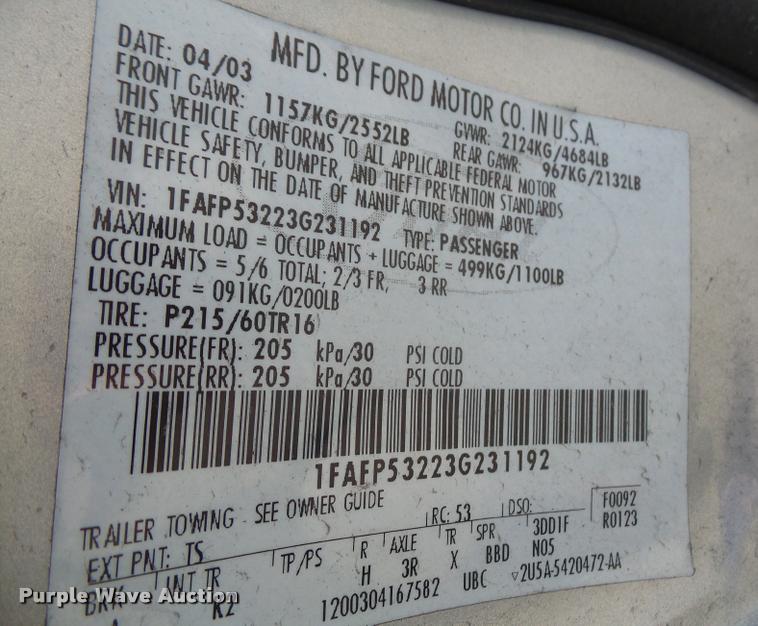 MFD. BY FORD MOTOR CO. IN U.S.A.
DATE: 04/03 GVWR: 2124KG/4684LB
FRONT GAWR: 1157KG/2552LB REAR GAWR: 967KG/2132LB
THIS VEHICLE CONFORMS TO ALL APPLICABLE FEDERAL MOTOR
VEHICLE SAFETY, BUMPER, AND THEFT PREVENTION STANDARDS
IN EFFECT ON THE DATE OF MANUFACTURE SHOWN ABOVE.
VIN: 1FAFP53223G231192 TYPE: PASSENGER
MAXIMUM LOAD = OCCUPANTS + LUGGAGE = 499KG/1100LB
OCCUPANTS = 5/6 TOTAL; 2/3 FR, 3 RR
LUGGAGE = 091KG/0200LB
TIRE: P215/60TR16
PRESSURE(FR): 205 kPa/30 PSI COLD
PRESSURE(RR): 205 kPa/30 PSI COLD
1FAFP53223G231192
TRAILER TOWING - SEE OWNER GUIDE
RC: 53 DSO: F0092
EXT PNT: TS R0123
BRK INT TR TP/PS R AXLE TR SPR 3DD1F
K2 H 3R X BBD N05
1200304167582 UBC 2U5A-5420472-AA
Purple Wave Auction